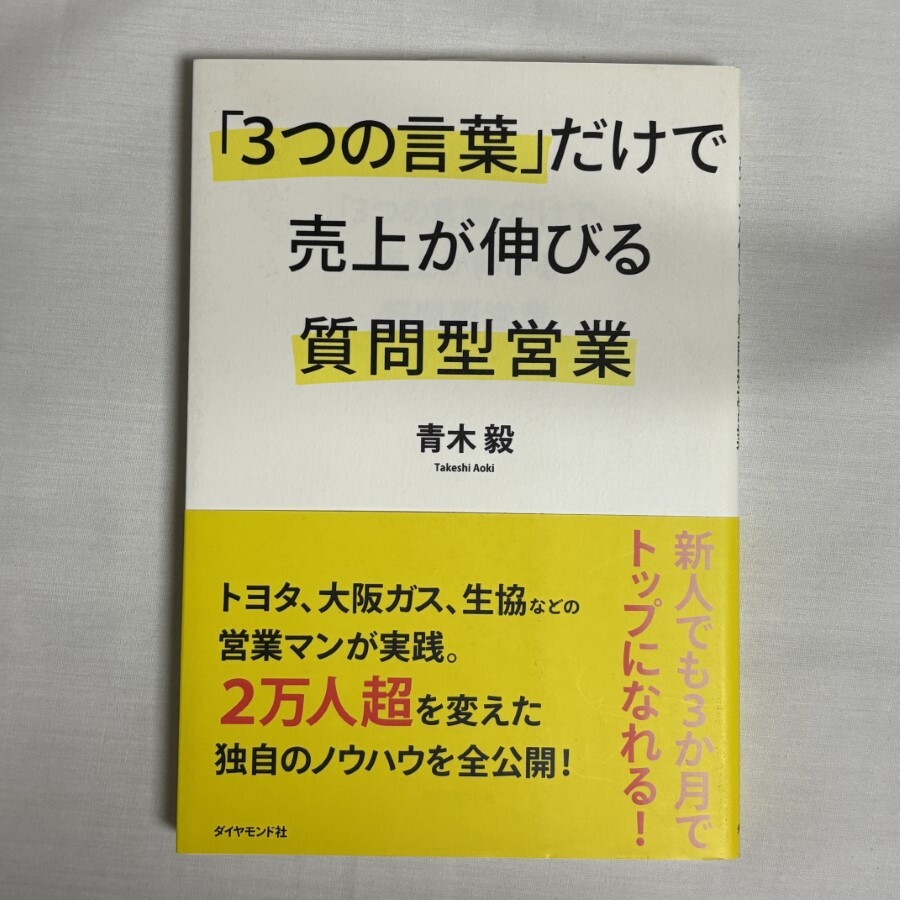 「3つの言葉」だけで
売上が伸びる
質問型営業
青木 毅
Takeshi Aoki
新人でも3か月で
トップになれる!
トヨタ、大阪ガス、生協などの
営業マンが実践。
2万人超を変えた
独自のノウハウを全公開!
ダイヤモンド社